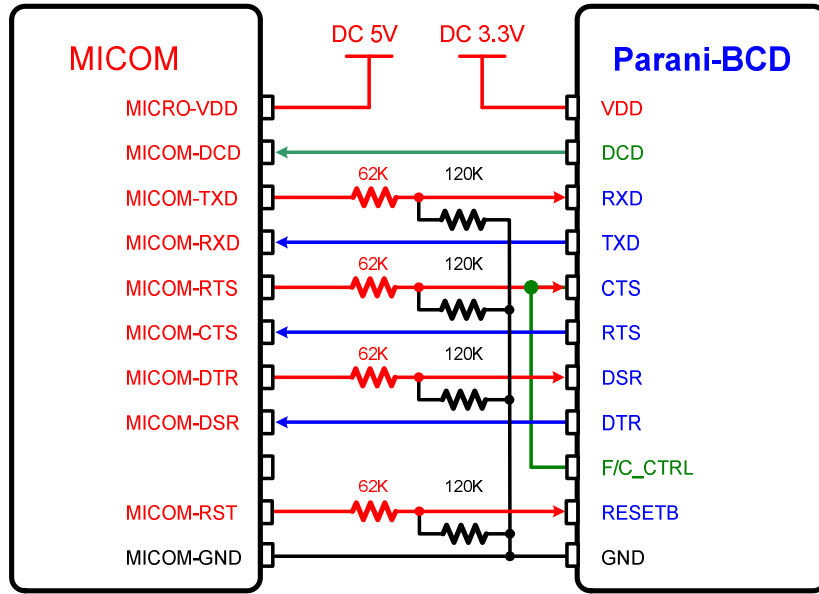 DC 5V DC 3.3V
MICOM Parani-BCD
MICRO-VDD VDD
MICOM-DCD DCD
62K 120K
MICOM-TXD RXD
MICOM-RXD TXD
62K 120K
MICOM-RTS CTS
MICOM-CTS RTS
62K 120K
MICOM-DTR DSR
MICOM-DSR DTR
F/C_CTRL
62K 120K
MICOM-RST RESETB
MICOM-GND GND